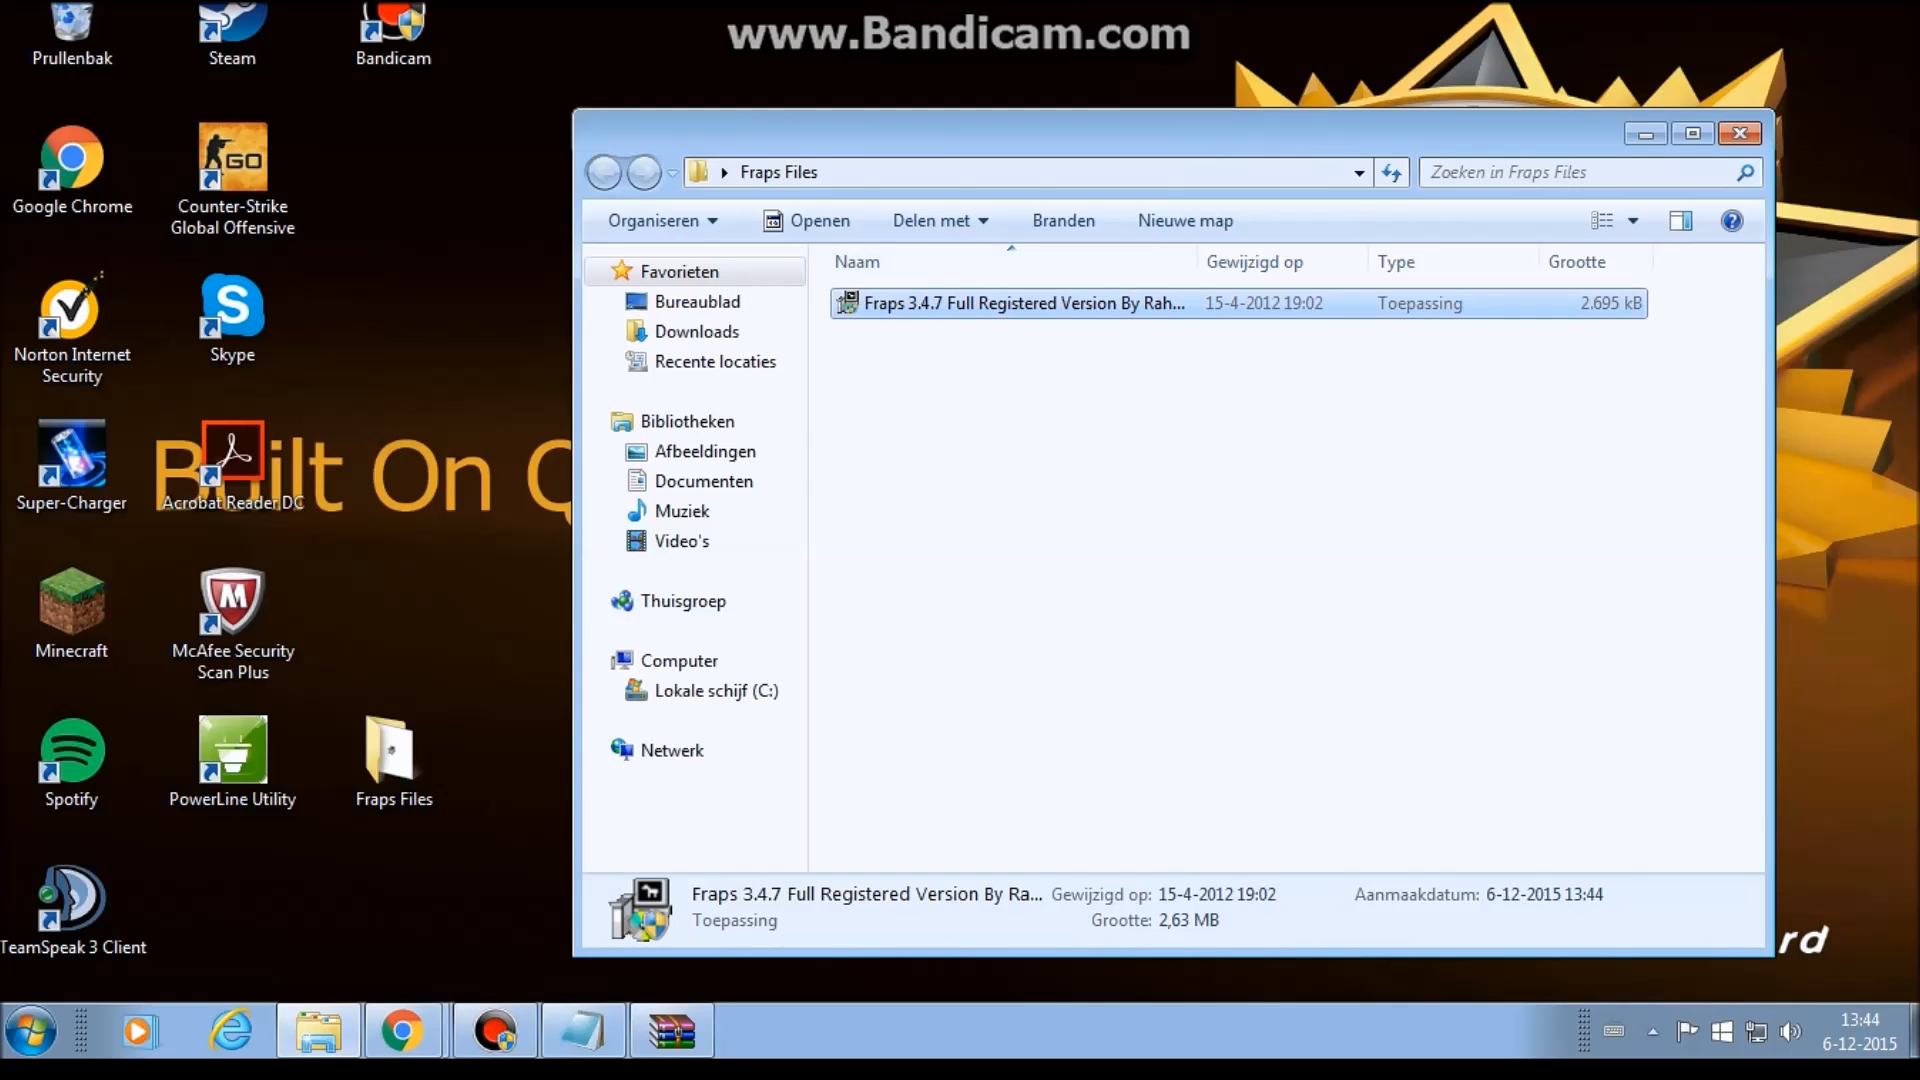 www.Bandicam.com
Prullenbak
Steam
Bandicam
Google Chrome
GO
Counter-Strike
Global Offensive
Norton Internet
Security
Skype
Super-Charger
Acrobat Reader DC
Built On Q
Minecraft
McAfee Security
Scan Plus
Spotify
PowerLine Utility
Fraps Files
TeamSpeak 3 Client
Fraps Files
Zoeken in Fraps Files
Organiseren
Openen
Delen met
Branden
Nieuwe map
Naam
Gewijzigd op
Type
Grootte
Fraps 3.4.7 Full Registered Version By Rah...
15-4-2012 19:02
Toepassing
2.695 kB
Favorieten
Bureaublad
Downloads
Recente locaties
Bibliotheken
Afbeeldingen
Documenten
Muziek
Video's
Thuisgroep
Computer
Lokale schijf (C:)
Netwerk
Fraps 3.4.7 Full Registered Version By Ra... Gewijzigd op: 15-4-2012 19:02 Aanmaakdatum: 6-12-2015 13:44
Toepassing Grootte: 2,63 MB
rd
13:44
6-12-2015